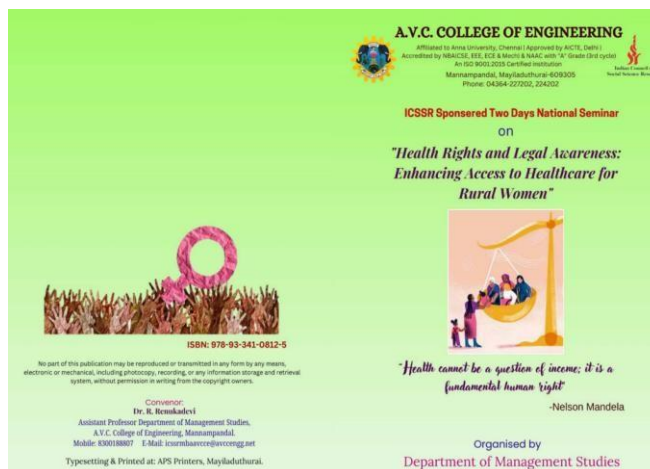 ISBN: 978-93-341-0812-5
No part of this publication may be reproduced or transmitted in any form by any means,
electronic or mechanical, including photocopy, recording, or any information storage and retrieval
system, without permission in writing from the copyright owners.
Convenor:
Dr. R. Renukadevi
Assistant Professor Department of Management Studies,
A.V.C. College of Engineering, Mannampandal.
Mobile: 8300188807 E-Mail: icssrmbaavcce@avccengg.net
Typesetting & Printed at: APS Printers, Mayiladuthurai.
A.V.C. COLLEGE OF ENGINEERING
Affiliated to Anna University, Chennai | Approved by AICTE, Delhi |
Accredited by NBA(CSE, EEE, ECE & Mech) & NAAC with "A" Grade (3rd cycle)
An ISO 9001:2015 Certified Institution
Mannampandal, Mayiladuthurai-609305
Phone: 04364-227202, 224202
Indian Council
Social Science Rese
ICSSR Sponsered Two Days National Seminar
on
"Health Rights and Legal Awareness:
Enhancing Access to Healthcare for
Rural Women"
"Health cannot be a question of income; it is a
fundamental human right"
-Nelson Mandela
Organised by
Department of Management Studies